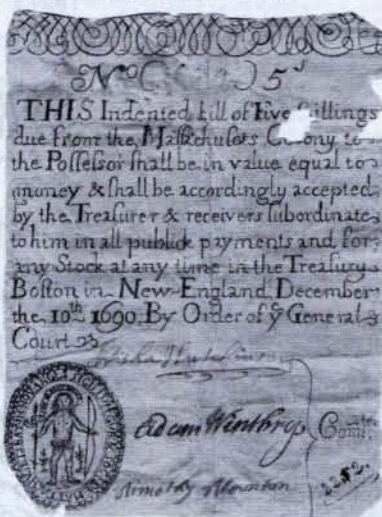 No 5s
THIS Indented bill of Five Shillings
due from the Massachusets Colony to
the Possessor shall be in value equal to
money & shall be accordingly accepted
by the Treasurer & receivers subordinate
to him in all publick payments and for
any Stock at any time in the Treasury
Boston in New-England December
the 10th 1690. By Order of ye General
Court
Adam Winthrop Comtee
Timothy Thornton